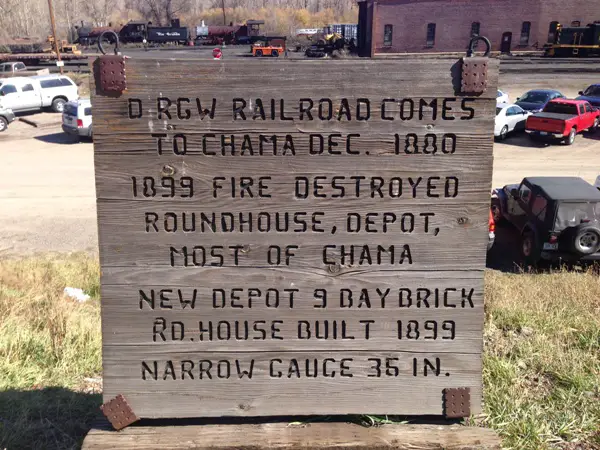 D RGW RAILROAD COMES
TO CHAMA DEC. 1880
1899 FIRE DESTROYED
ROUNDHOUSE, DEPOT,
MOST OF CHAMA
NEW DEPOT 9 BAY BRICK
RD. HOUSE BUILT 1899
NARROW GAUGE 36 IN.